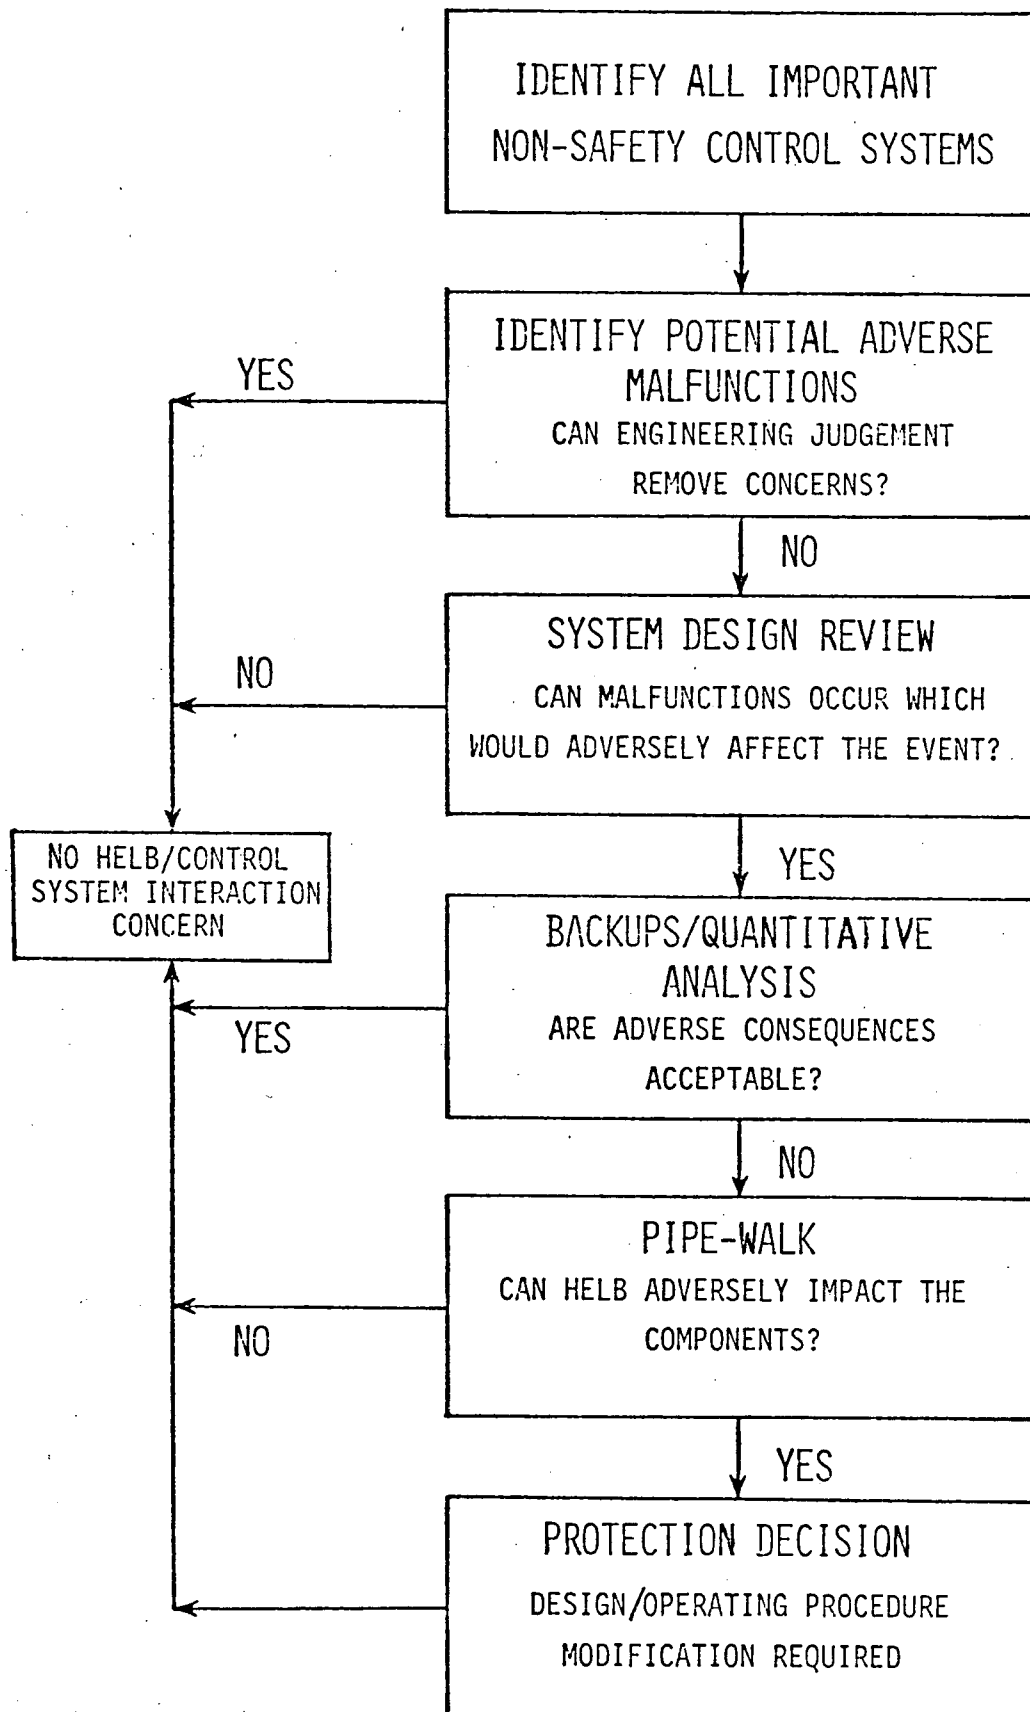 IDENTIFY ALL IMPORTANT
NON-SAFETY CONTROL SYSTEMS
IDENTIFY POTENTIAL ADVERSE
MALFUNCTIONS
CAN ENGINEERING JUDGEMENT
REMOVE CONCERNS?
YES
NO
SYSTEM DESIGN REVIEW
CAN MALFUNCTIONS OCCUR WHICH
WOULD ADVERSELY AFFECT THE EVENT?
NO
YES
NO HELB/CONTROL
SYSTEM INTERACTION
CONCERN
BACKUPS/QUANTITATIVE
ANALYSIS
ARE ADVERSE CONSEQUENCES
ACCEPTABLE?
YES
NO
PIPE-WALK
CAN HELB ADVERSELY IMPACT THE
COMPONENTS?
NO
YES
PROTECTION DECISION
DESIGN/OPERATING PROCEDURE
MODIFICATION REQUIRED